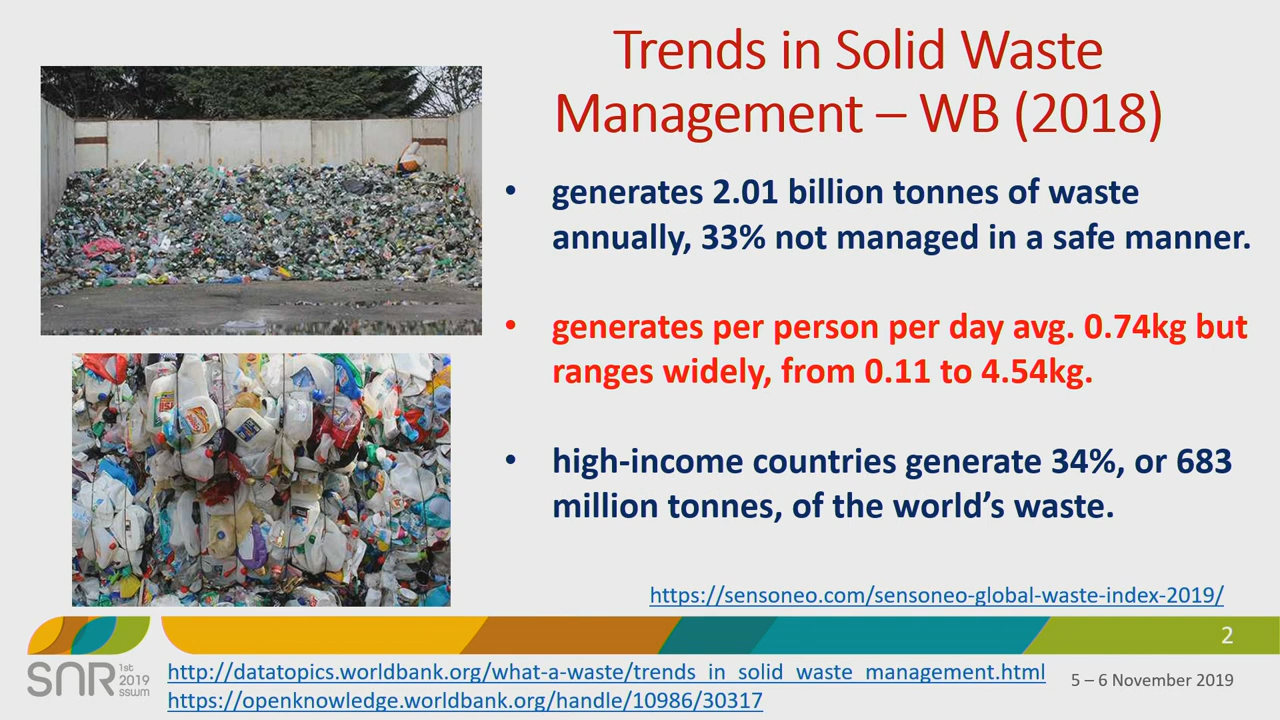 Trends in Solid Waste
Management – WB (2018)
• generates 2.01 billion tonnes of waste
annually, 33% not managed in a safe manner.
• generates per person per day avg. 0.74kg but
ranges widely, from 0.11 to 4.54kg.
• high-income countries generate 34%, or 683
million tonnes, of the world’s waste.
https://sensoneo.com/sensoneo-global-waste-index-2019/
2
SNR 1st
2019
sswm
http://datatopics.worldbank.org/what-a-waste/trends_in_solid_waste_management.html
https://openknowledge.worldbank.org/handle/10986/30317
5 – 6 November 2019